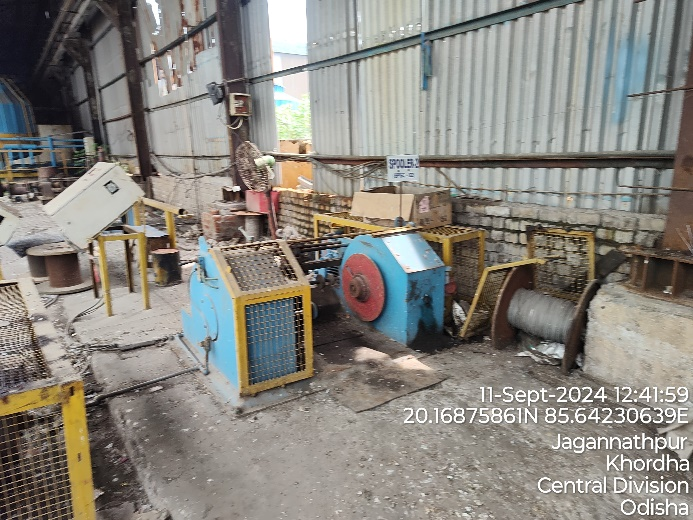 SPOOLER-2
11-Sept-2024 12:41:59
20.16875861N 85.64230639E
Jagannathpur
Khordha
Central Division
Odisha